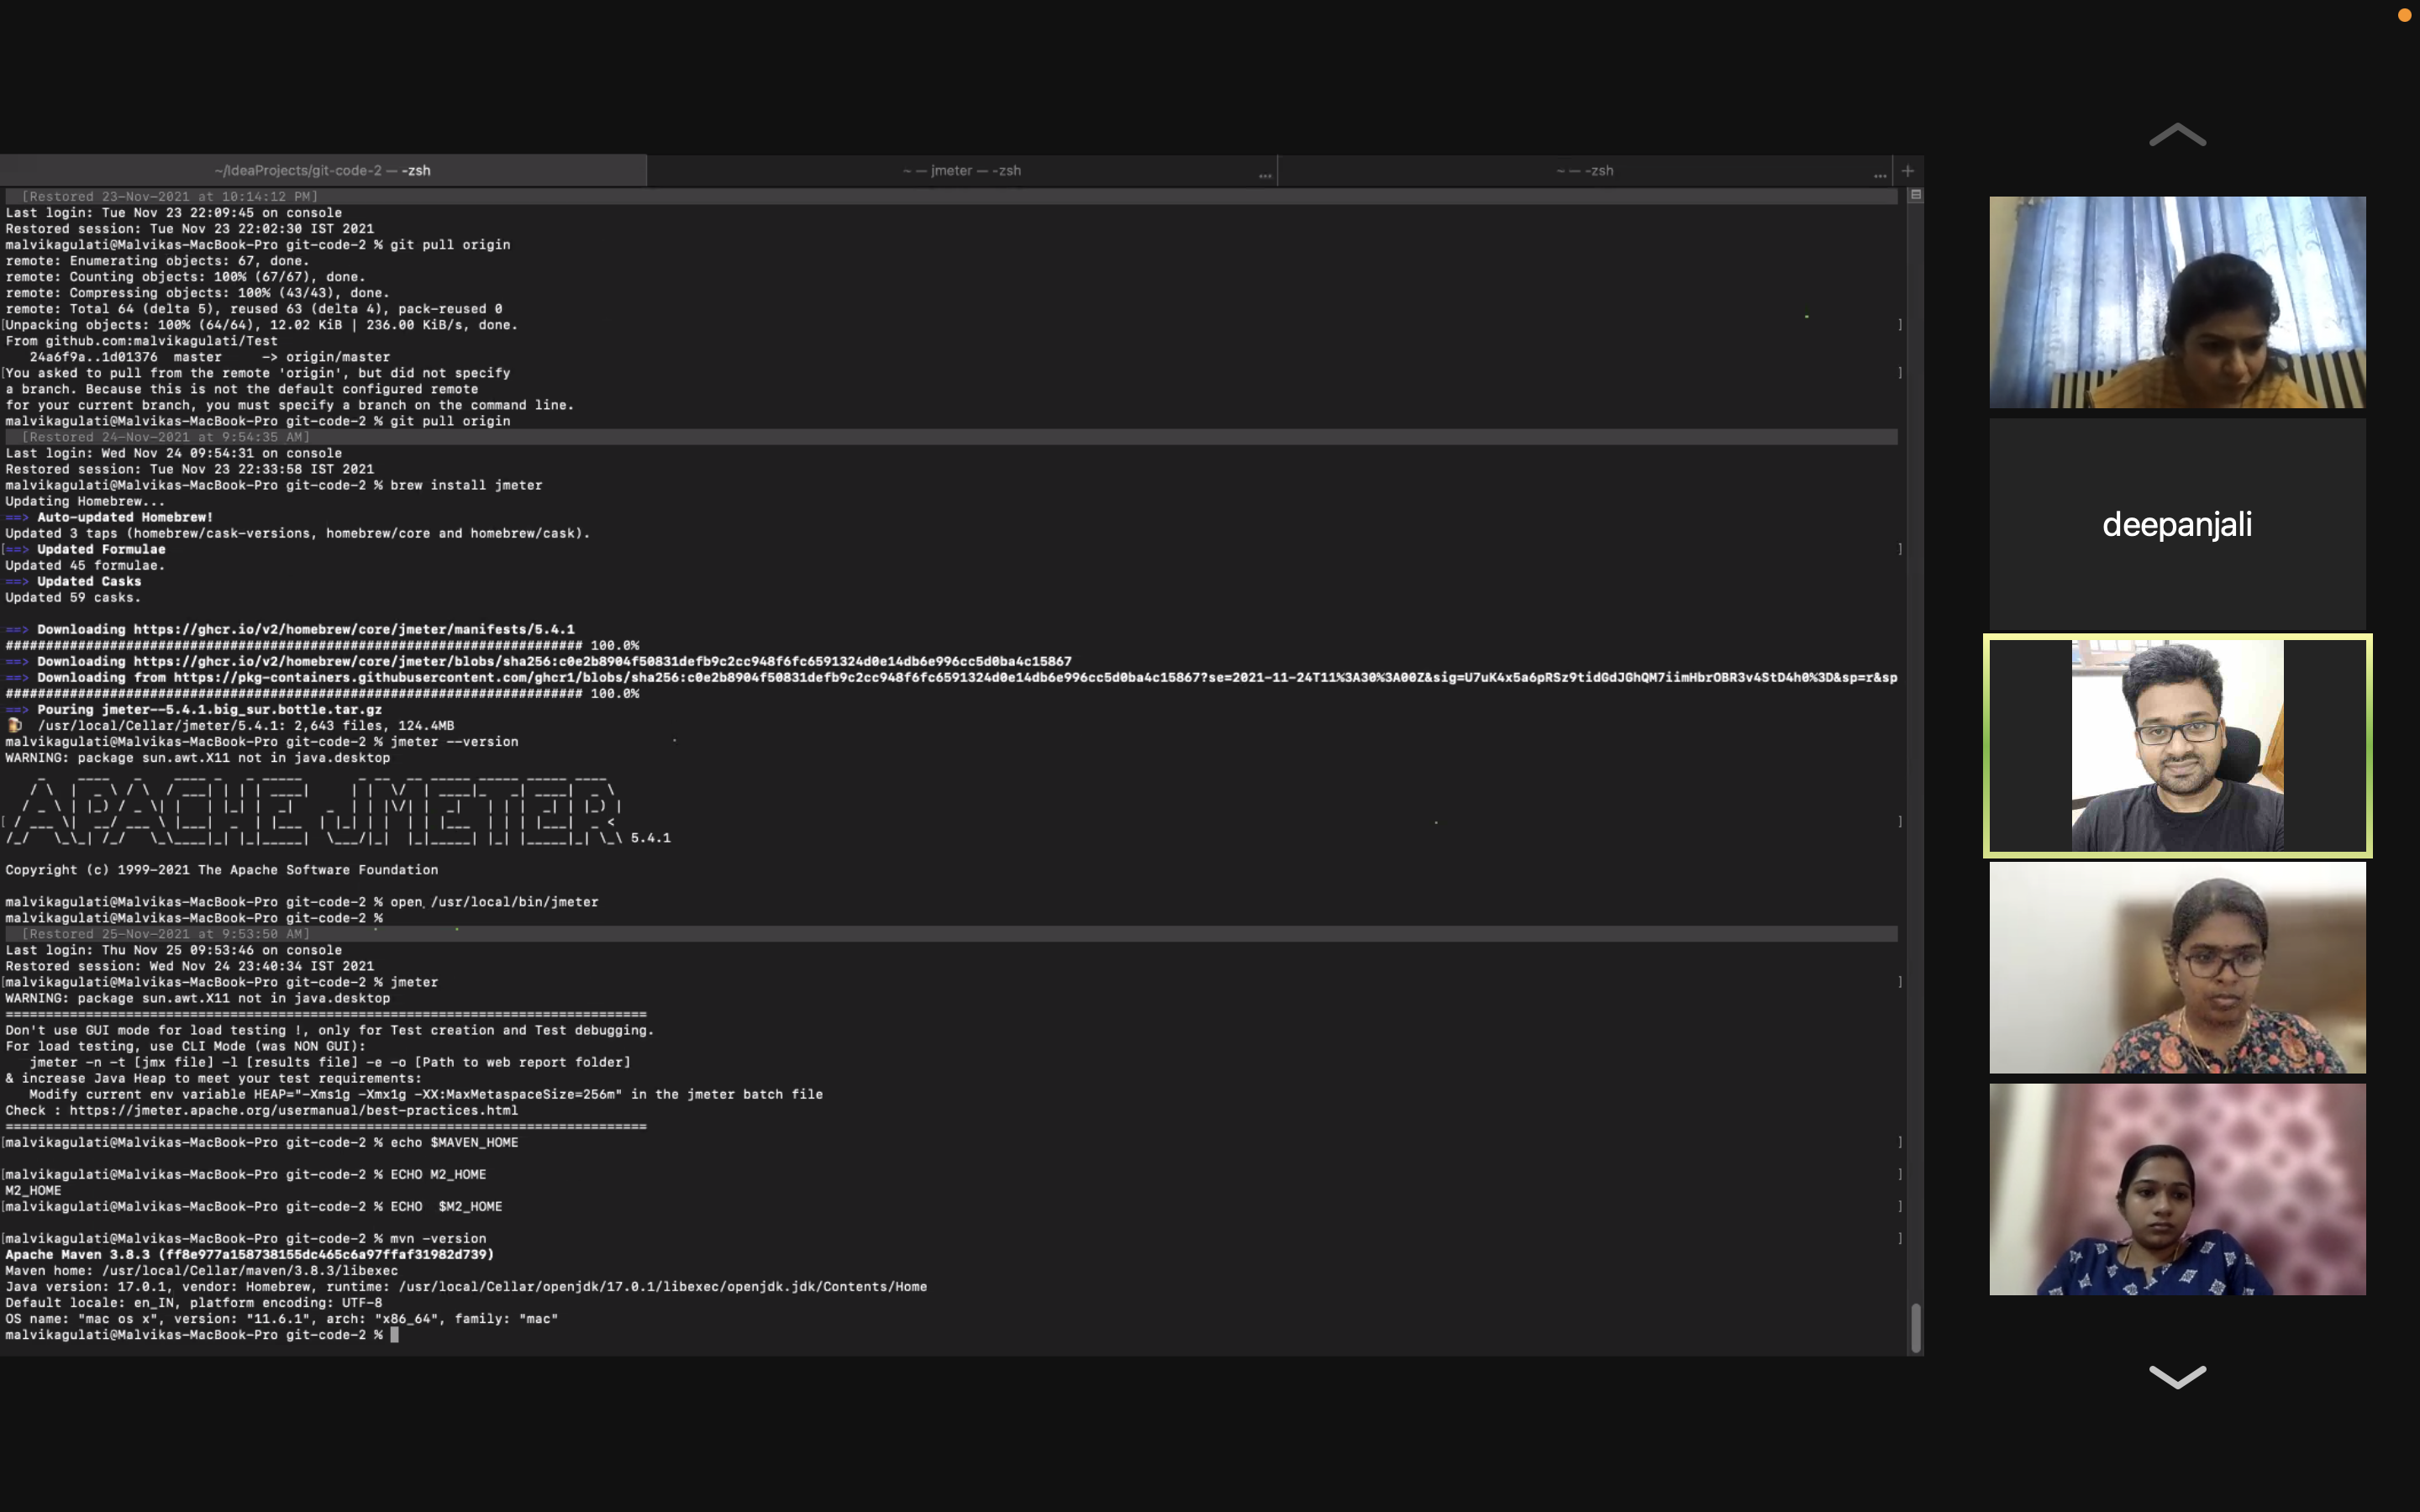 ~/IdeaProjects/git-code-2 — -zsh
~ — jmeter — -zsh
...
~ — -zsh
...
+
[Restored 23-Nov-2021 at 10:14:12 PM]
Last login: Tue Nov 23 22:09:45 on console
Restored session: Tue Nov 23 22:02:30 IST 2021
malvikagulati@Malvikas-MacBook-Pro git-code-2 % git pull origin
remote: Enumerating objects: 67, done.
remote: Counting objects: 100% (67/67), done.
remote: Compressing objects: 100% (43/43), done.
remote: Total 64 (delta 5), reused 63 (delta 4), pack-reused 0
[Unpacking objects: 100% (64/64), 12.02 KiB | 236.00 KiB/s, done. ]
From github.com:malvikagulati/Test
24a6f9a..1d01376  master     -> origin/master
[You asked to pull from the remote 'origin', but did not specify ]
a branch. Because this is not the default configured remote
for your current branch, you must specify a branch on the command line.
malvikagulati@Malvikas-MacBook-Pro git-code-2 % git pull origin
[Restored 24-Nov-2021 at 9:54:35 AM]
Last login: Wed Nov 24 09:54:31 on console
Restored session: Tue Nov 23 22:33:58 IST 2021
malvikagulati@Malvikas-MacBook-Pro git-code-2 % brew install jmeter
Updating Homebrew...
==> Auto-updated Homebrew!
Updated 3 taps (homebrew/cask-versions, homebrew/core and homebrew/cask).
[==> Updated Formulae ]
Updated 45 formulae.
==> Updated Casks
Updated 59 casks.
==> Downloading https://ghcr.io/v2/homebrew/core/jmeter/manifests/5.4.1
######################################################################## 100.0%
==> Downloading https://ghcr.io/v2/homebrew/core/jmeter/blobs/sha256:c0e2b8904f50831defb9c2cc948f6fc6591324d0e14db6e996cc5d0ba4c15867
==> Downloading from https://pkg-containers.githubusercontent.com/ghcr1/blobs/sha256:c0e2b8904f50831defb9c2cc948f6fc6591324d0e14db6e996cc5d0ba4c15867?se=2021-11-24T11%3A30%3A00Z&sig=U7uK4x5a6pRSz9tidGdJGhQM7iimHbrOBR3v4StD4h0%3D&sp=r&sp
######################################################################## 100.0%
==> Pouring jmeter--5.4.1.big_sur.bottle.tar.gz
🍺  /usr/local/Cellar/jmeter/5.4.1: 2,643 files, 124.4MB
malvikagulati@Malvikas-MacBook-Pro git-code-2 % jmeter --version
WARNING: package sun.awt.X11 not in java.desktop
APACHE JMETER 5.4.1
Copyright (c) 1999-2021 The Apache Software Foundation
malvikagulati@Malvikas-MacBook-Pro git-code-2 % open /usr/local/bin/jmeter
malvikagulati@Malvikas-MacBook-Pro git-code-2 %
[Restored 25-Nov-2021 at 9:53:50 AM]
Last login: Thu Nov 25 09:53:46 on console
Restored session: Wed Nov 24 23:40:34 IST 2021
[malvikagulati@Malvikas-MacBook-Pro git-code-2 % jmeter ]
WARNING: package sun.awt.X11 not in java.desktop
================================================================================
Don't use GUI mode for load testing !, only for Test creation and Test debugging.
For load testing, use CLI Mode (was NON GUI):
jmeter -n -t [jmx file] -l [results file] -e -o [Path to web report folder]
& increase Java Heap to meet your test requirements:
Modify current env variable HEAP="-Xms1g -Xmx1g -XX:MaxMetaspaceSize=256m" in the jmeter batch file
Check : https://jmeter.apache.org/usermanual/best-practices.html
================================================================================
[malvikagulati@Malvikas-MacBook-Pro git-code-2 % echo $MAVEN_HOME ]
[malvikagulati@Malvikas-MacBook-Pro git-code-2 % ECHO M2_HOME ]
M2_HOME
[malvikagulati@Malvikas-MacBook-Pro git-code-2 % ECHO  $M2_HOME ]
[malvikagulati@Malvikas-MacBook-Pro git-code-2 % mvn -version ]
Apache Maven 3.8.3 (ff8e977a158738155dc465c6a97ffaf31982d739)
Maven home: /usr/local/Cellar/maven/3.8.3/libexec
Java version: 17.0.1, vendor: Homebrew, runtime: /usr/local/Cellar/openjdk/17.0.1/libexec/openjdk.jdk/Contents/Home
Default locale: en_IN, platform encoding: UTF-8
OS name: "mac os x", version: "11.6.1", arch: "x86_64", family: "mac"
malvikagulati@Malvikas-MacBook-Pro git-code-2 %
deepanjali